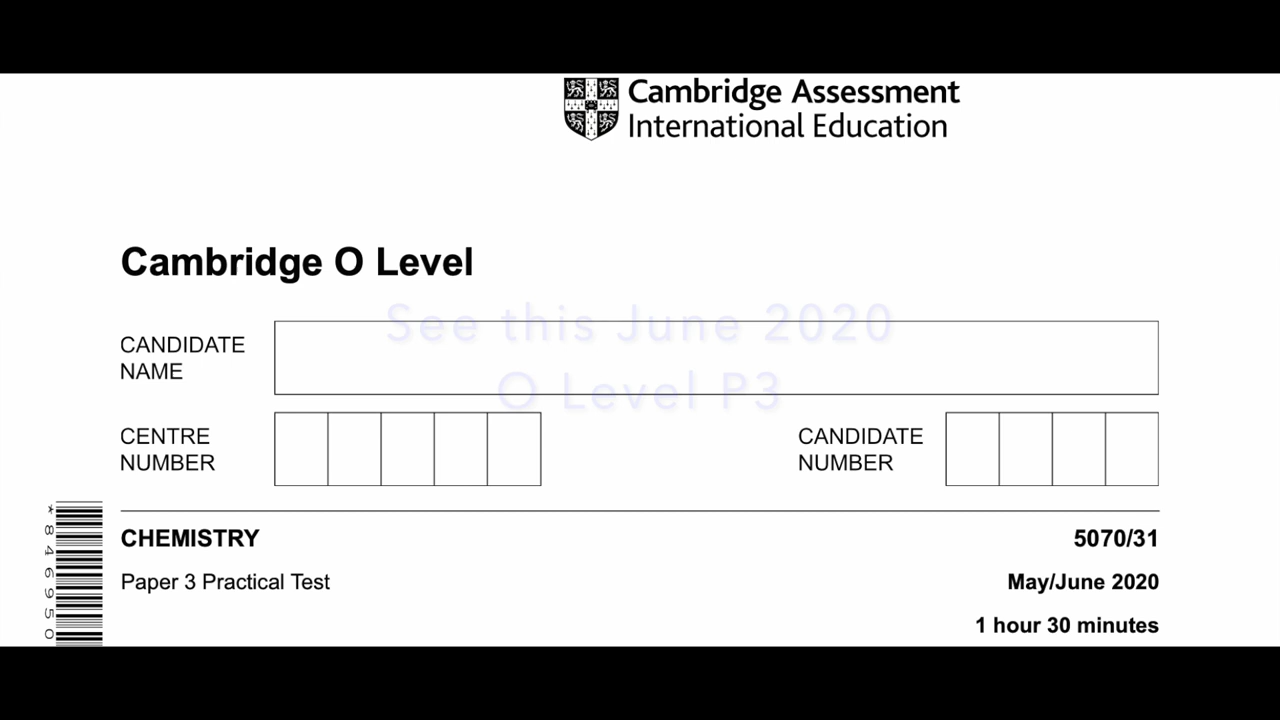 Cambridge Assessment
International Education
Cambridge O Level
See this June 2020
O Level P3
CANDIDATE
NAME
CENTRE
NUMBER
CANDIDATE
NUMBER
*846950
CHEMISTRY
5070/31
Paper 3 Practical Test
May/June 2020
1 hour 30 minutes